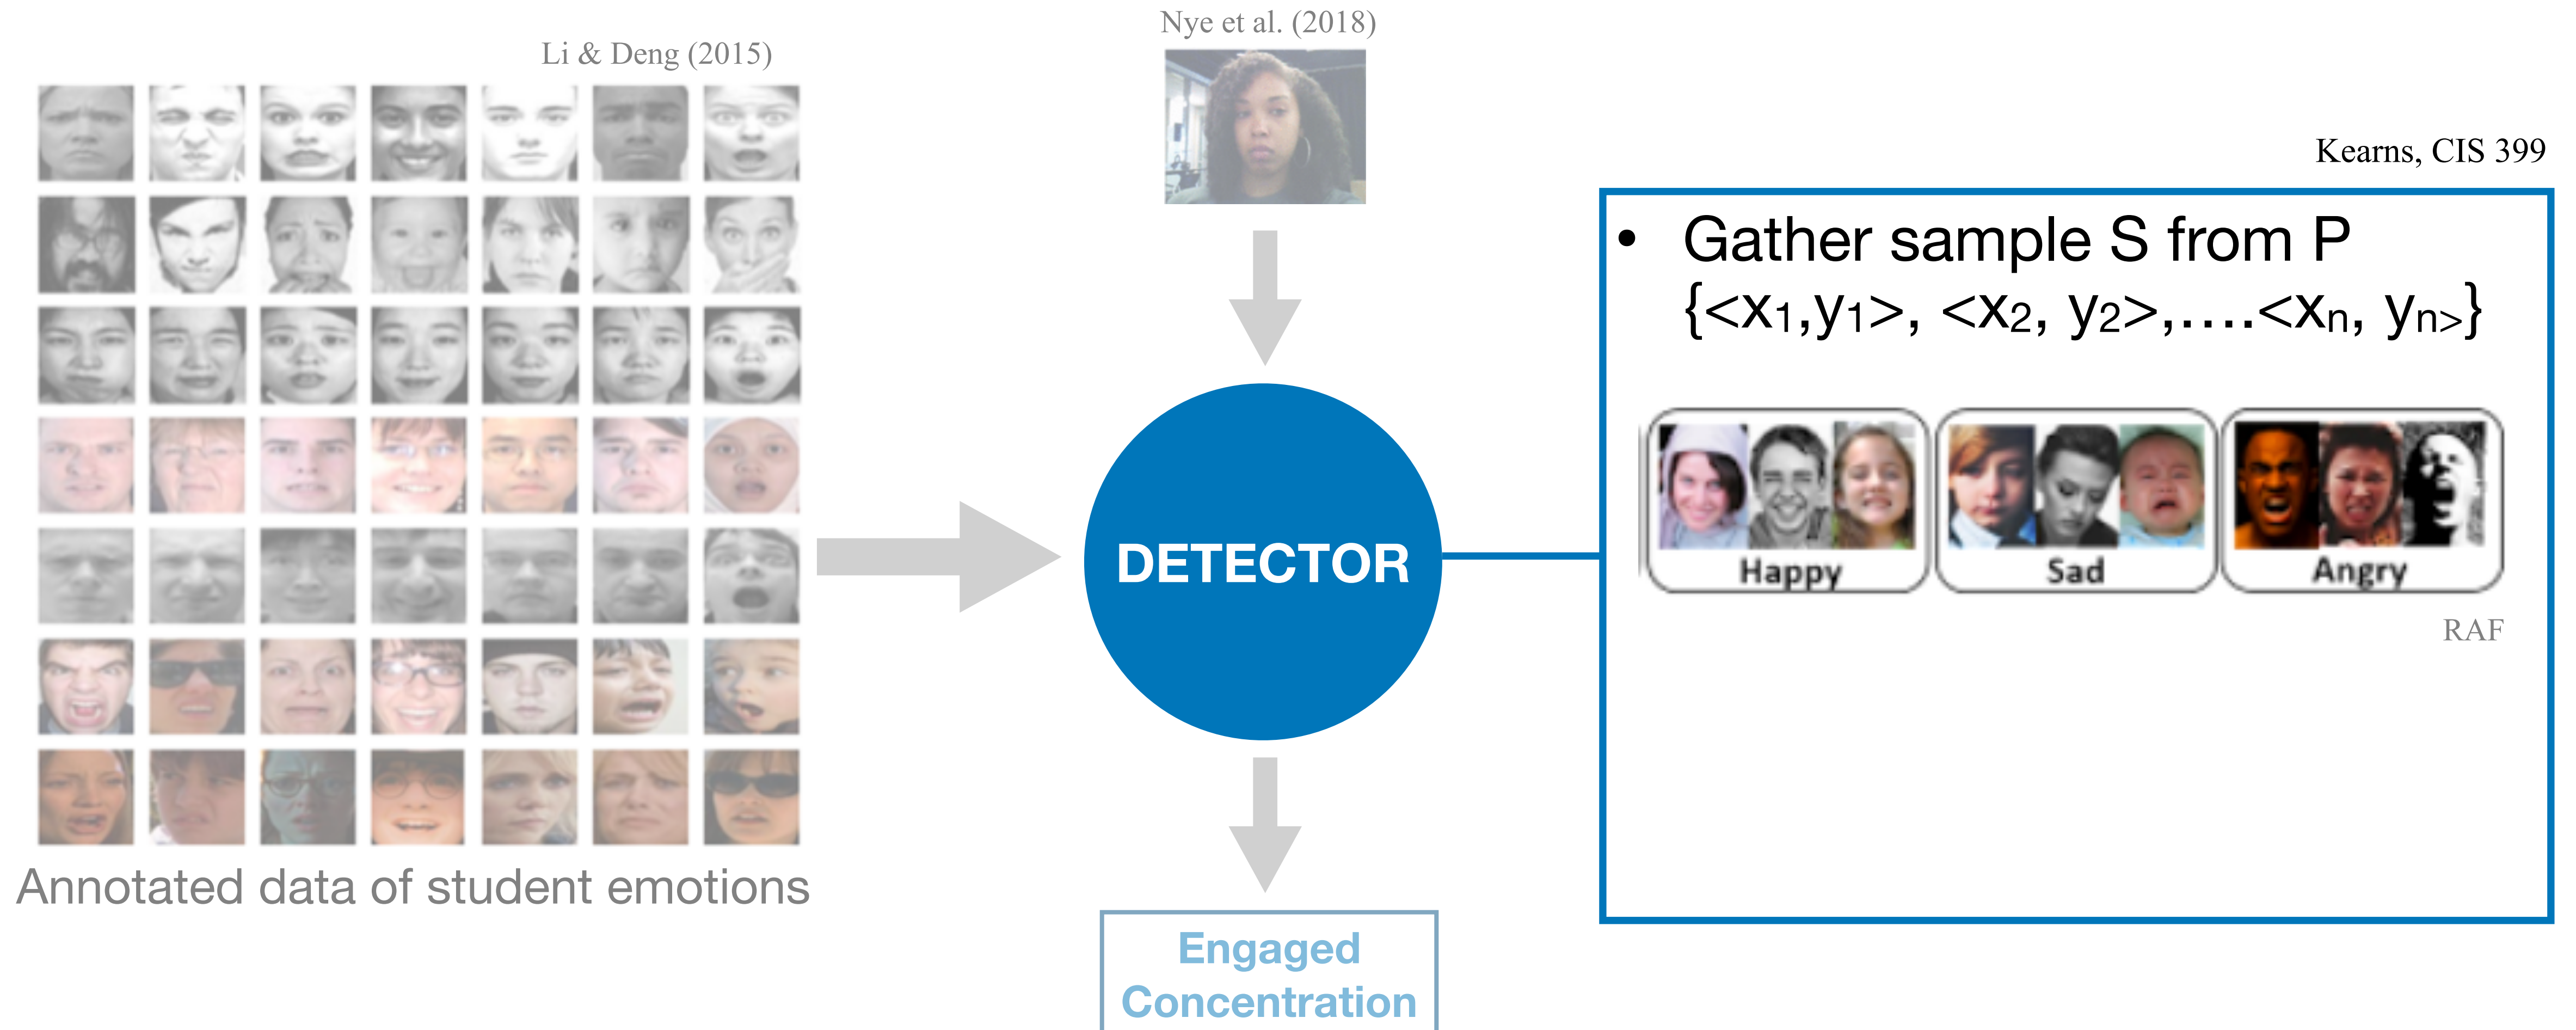 Li & Deng (2015)
Annotated data of student emotions
Nye et al. (2018)
DETECTOR
Engaged
Concentration
Kearns, CIS 399
• Gather sample S from P
{<x₁,y₁>, <x₂, y₂>,....<xₙ, yₙ>}
Happy Sad Angry
RAF